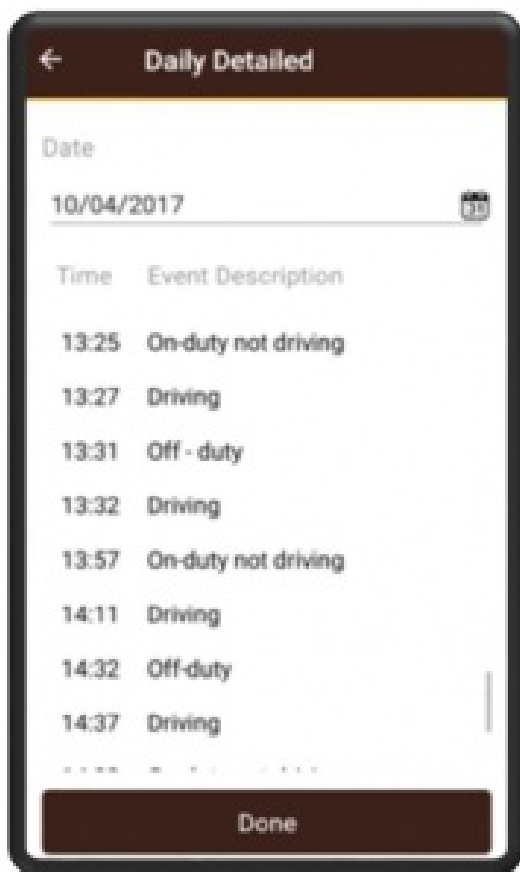 Daily Detailed
Date
10/04/2017
31
Time Event Description
13:25 On-duty not driving
13:27 Driving
13:31 Off - duty
13:32 Driving
13:57 On-duty not driving
14:11 Driving
14:32 Off-duty
14:37 Driving
Done